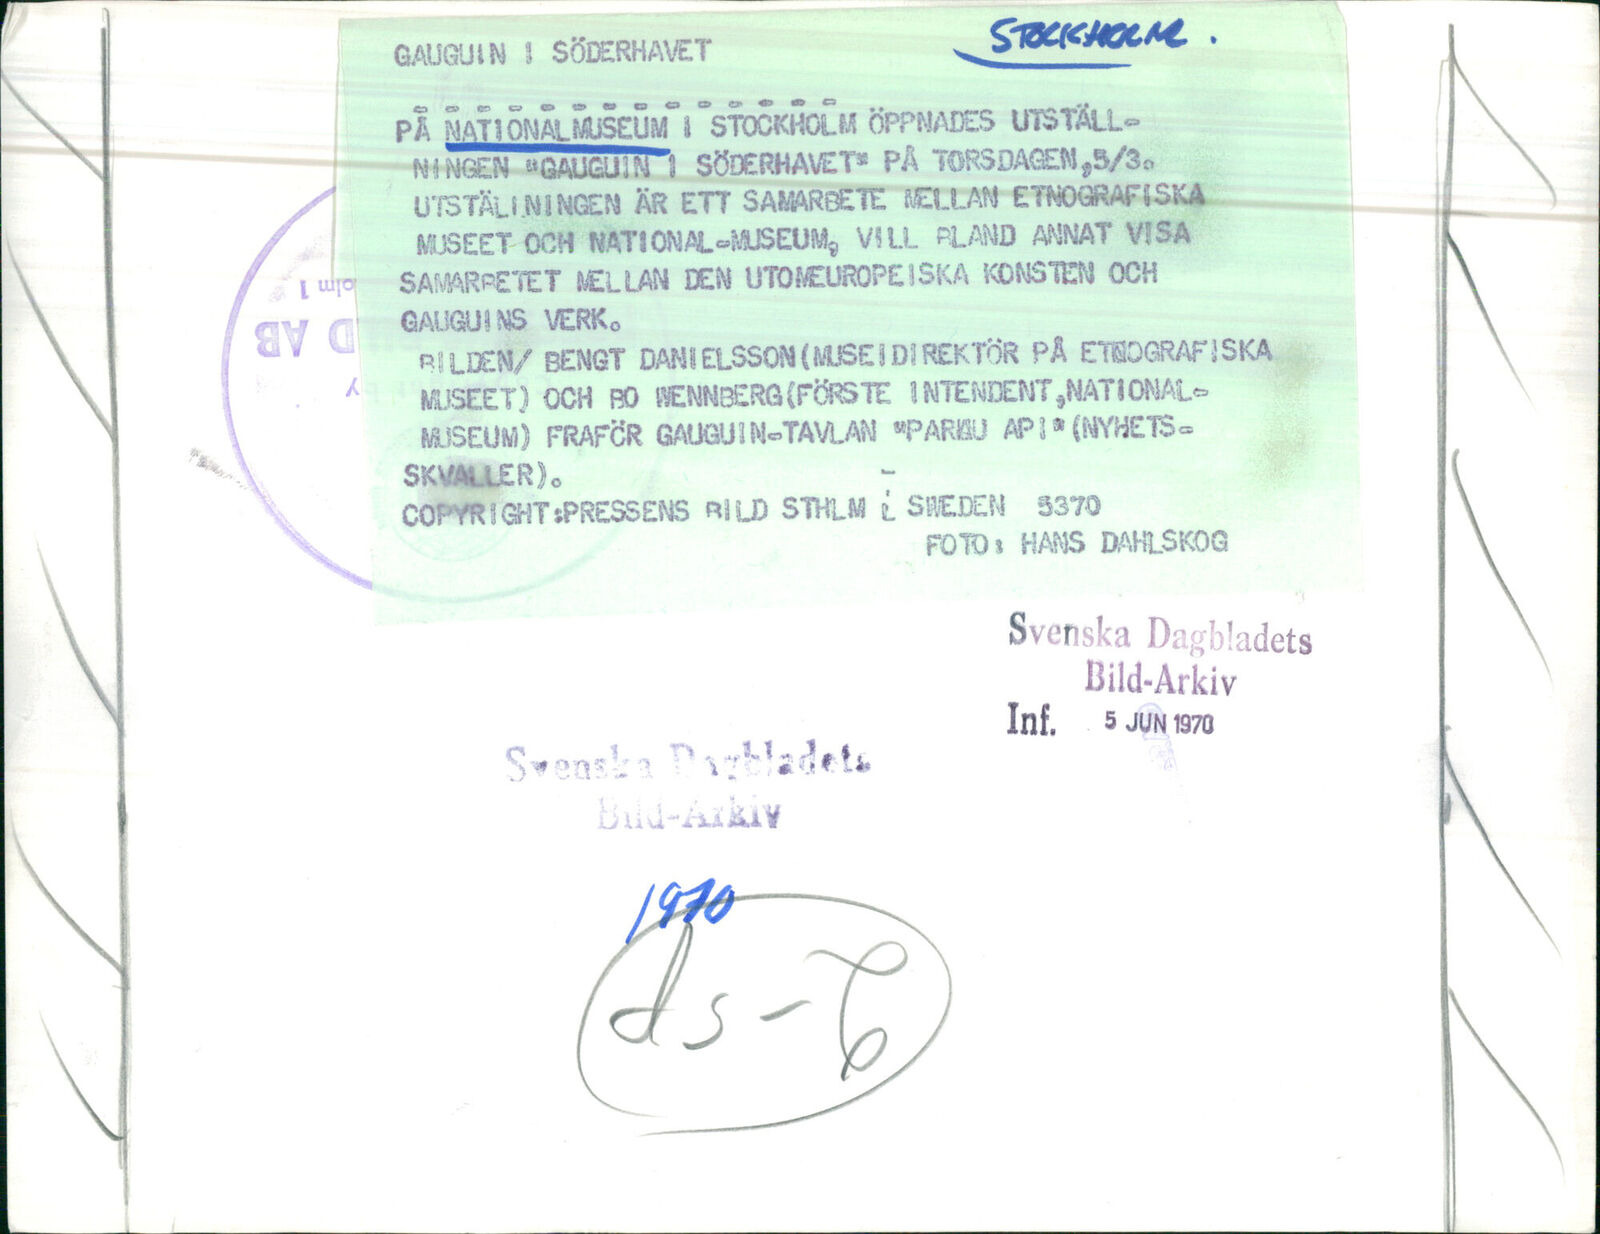 STOCKHOLM.
GAUGUIN I SÖDERHAVET
PÅ NATIONALMUSEUM I STOCKHOLM ÖPPNADES UTSTÄLL-
NINGEN "GAUGUIN I SÖDERHAVET" PÅ TORSDAGEN,5/3.
UTSTÄLLNINGEN ÄR ETT SAMARBETE MELLAN ETNOGRAFISKA
MUSEET OCH NATIONAL-MUSEUM, VILL BLAND ANNAT VISA
SAMARBETET MELLAN DEN UTOMEUROPEISKA KONSTEN OCH
GAUGUINS VERK.
BILDEN/ BENGT DANIELSSON(MUSEIDIREKTÖR PÅ ETNOGRAFISKA
MUSEET) OCH BO WENNBERG(FÖRSTE INTENDENT,NATIONAL-
MUSEUM) FRAFÖR GAUGUIN-TAVLAN "PARAU API"(NYHETS-
SKVALLER).
COPYRIGHT:PRESSENS BILD STHLM i SWEDEN 5370
FOTO: HANS DAHLSKOG
olm 1
D AB
Svenska Dagbladets
Bild-Arkiv
Inf. 5 JUN 1970
Svenska Dagbladets
Bild-Arkiv
1970
ds-